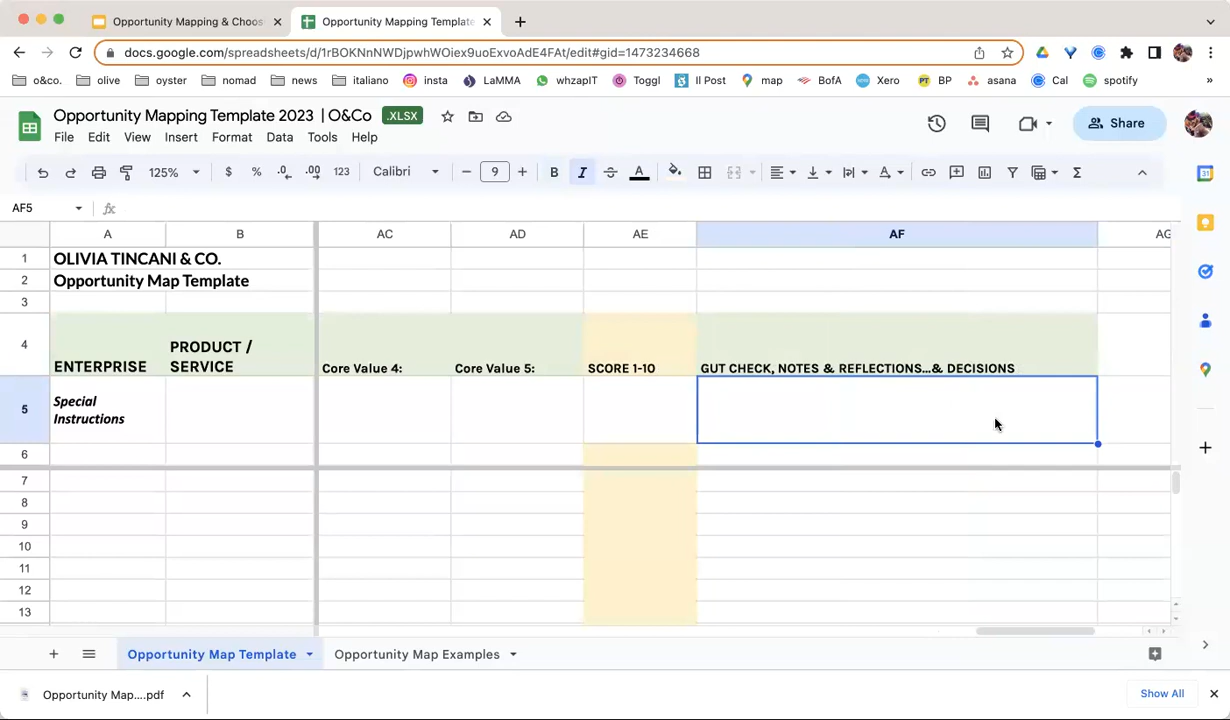 Opportunity Mapping & Choos
Opportunity Mapping Template
docs.google.com/spreadsheets/d/1rBOKNnNWDjpwhWOiex9uoExvoAdE4FAt/edit#gid=1473234668
o&co. olive oyster nomad news italiano insta LaMMA whzapIT Toggl Il Post map BofA Xero BP asana Cal spotify
Opportunity Mapping Template 2023 | O&Co .XLSX
File Edit View Insert Format Data Tools Help
Share
125% $ % .0 .00 123 Calibri 9 B I A
AF5 fx
A B AC AD AE AF AG
1 OLIVIA TINCANI & CO.
2 Opportunity Map Template
3
4 ENTERPRISE PRODUCT / SERVICE Core Value 4: Core Value 5: SCORE 1-10 GUT CHECK, NOTES & REFLECTIONS...& DECISIONS
5 Special Instructions
6
7
8
9
10
11
12
13
Opportunity Map Template Opportunity Map Examples
Opportunity Map....pdf Show All